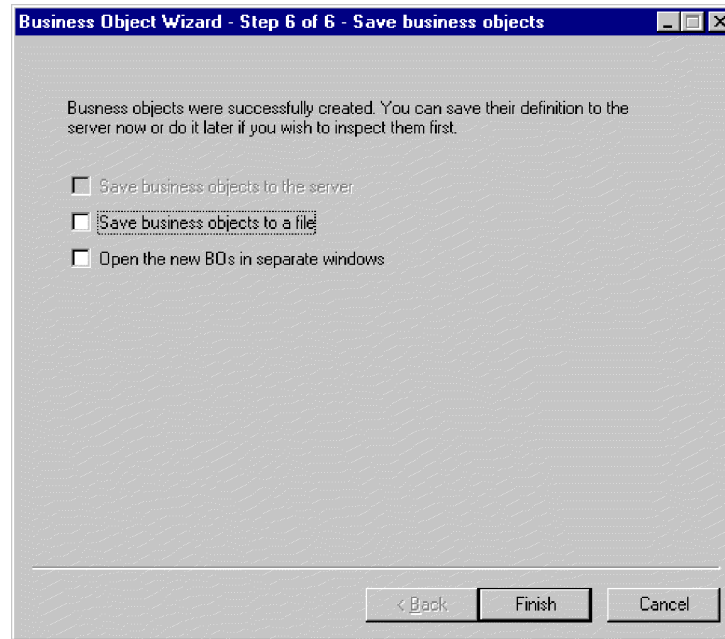 Business Object Wizard - Step 6 of 6 - Save business objects
Busness objects were successfully created. You can save their definition to the
server now or do it later if you wish to inspect them first.
Save business objects to the server
Save business objects to a file
Open the new BOs in separate windows
< Back
Finish
Cancel